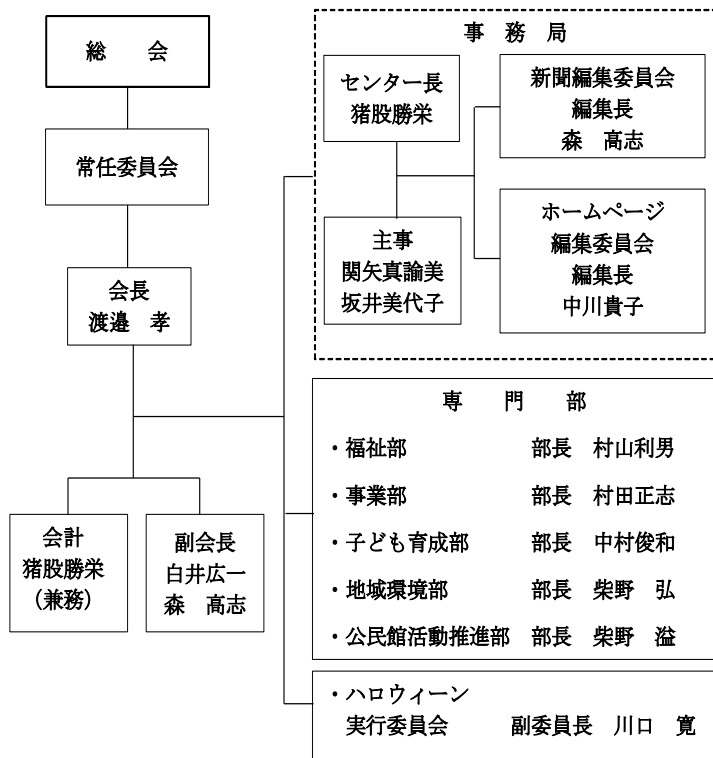 総　会
常任委員会
会長
渡邉　孝
会計
猪股勝栄
(兼務)
副会長
白井広一
森　高志
事　務　局
センター長
猪股勝栄
主事
関矢真諭美
坂井美代子
新聞編集委員会
編集長
森　高志
ホームページ
編集委員会
編集長
中川貴子
専　門　部
・福祉部　部長　村山利男
・事業部　部長　村田正志
・子ども育成部　部長　中村俊和
・地域環境部　部長　柴野　弘
・公民館活動推進部　部長　柴野　溢
・ハロウィーン
実行委員会　副委員長　川口　寛